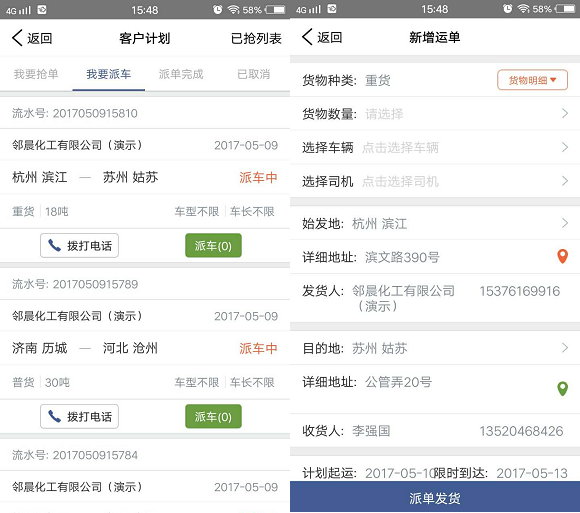 4G 15:48 58%
返回 客户计划 已抢列表
我要抢单 我要派车 派单完成 已取消
流水号: 2017050915810
邻晨化工有限公司（演示） 2017-05-09
杭州 滨江 — 苏州 姑苏 派车中
重货 18吨 车型不限 车长不限
拨打电话 派车(0)
流水号: 2017050915789
邻晨化工有限公司（演示） 2017-05-09
济南 历城 — 河北 沧州 派车中
普货 30吨 车型不限 车长不限
拨打电话 派车(0)
流水号: 2017050915784
邻晨化工有限公司（演示） 2017-05-09
4G 15:48 58%
返回 新增运单
货物种类: 重货 货物明细
货物数量: 请选择
选择车辆 点击选择车辆
选择司机 点击选择司机
始发地: 杭州 滨江
详细地址: 滨文路390号
发货人: 邻晨化工有限公司 15376169916
（演示）
目的地: 苏州 姑苏
详细地址: 公管弄20号
收货人: 李强国 13520468426
计划起运: 2017-05-10 限时到达: 2017-05-13
派单发货